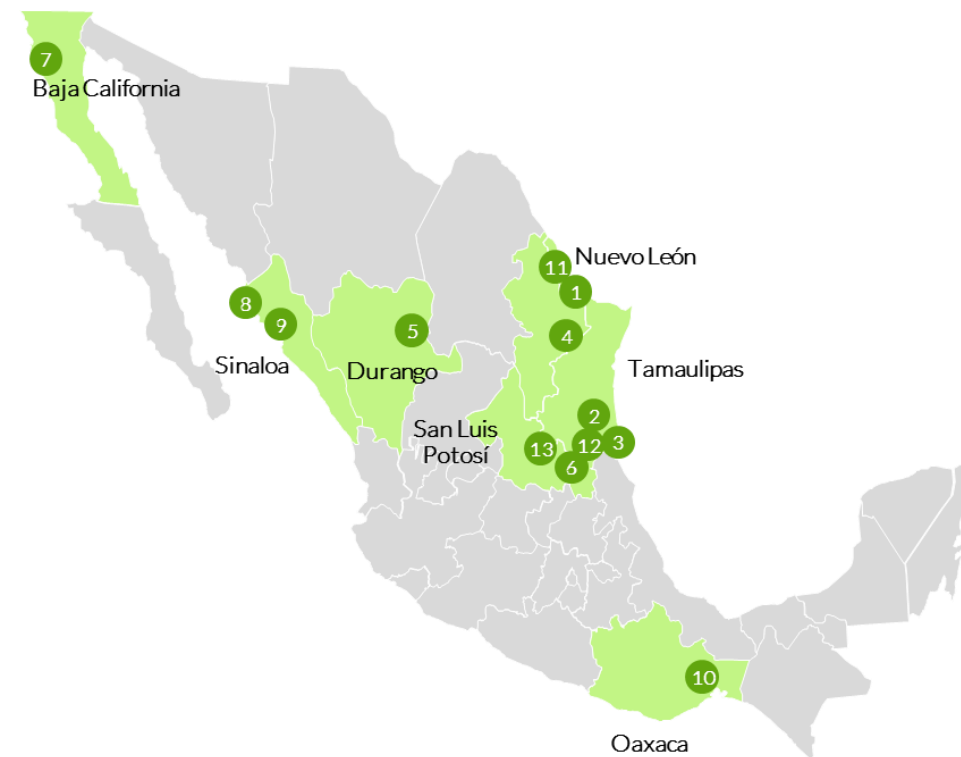 7
Baja California
Nuevo León
11
1
8
9
5
4
Sinaloa
Durango
Tamaulipas
2
San Luis
Potosí
13
12
3
6
10
Oaxaca